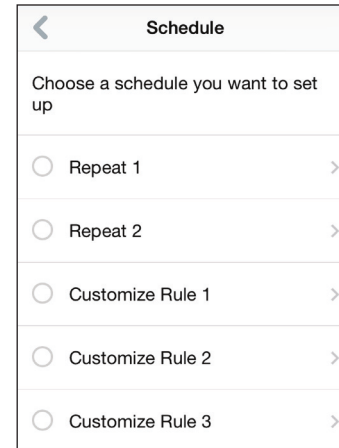 Schedule
Choose a schedule you want to set
up
Repeat 1
Repeat 2
Customize Rule 1
Customize Rule 2
Customize Rule 3